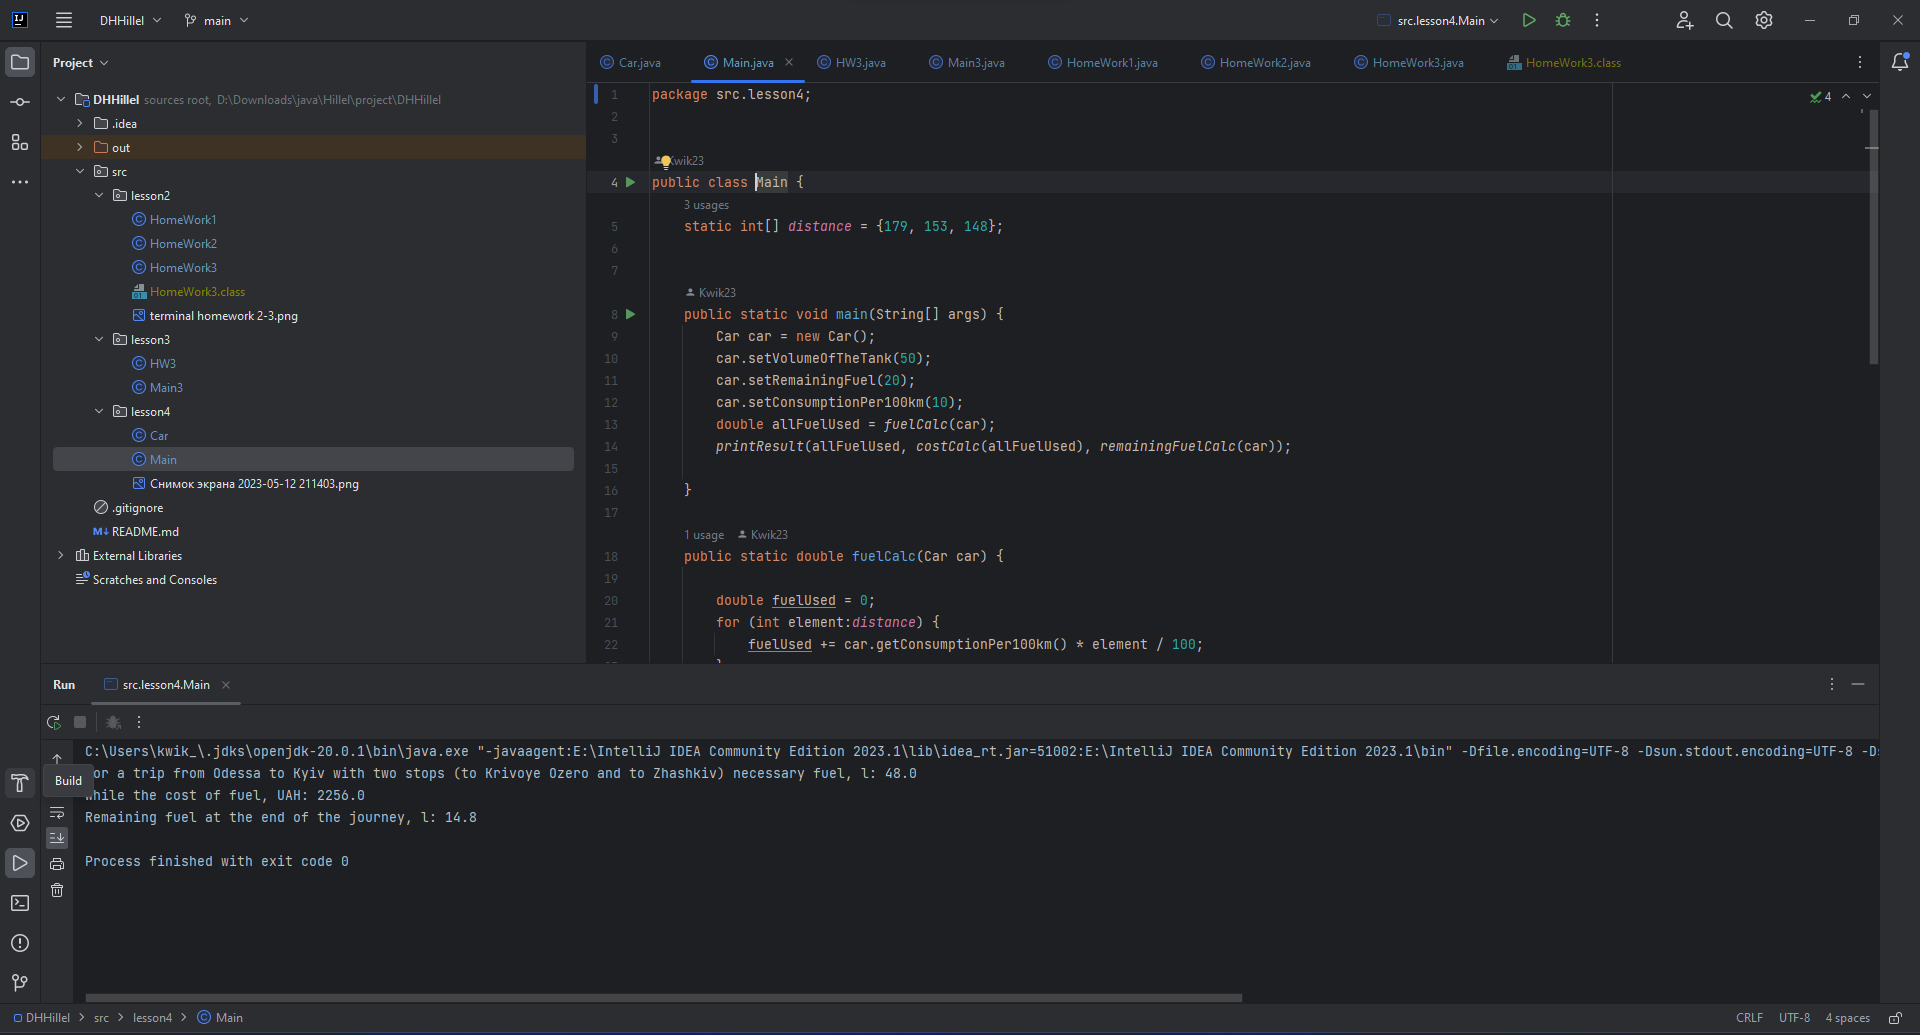 DHHillel
main
src.lesson4.Main
Project
Car.java
Main.java
HW3.java
Main3.java
HomeWork1.java
HomeWork2.java
HomeWork3.java
HomeWork3.class
DHHillel sources root, D:\Downloads\java\Hillel\project\DHHillel
.idea
out
src
lesson2
HomeWork1
HomeWork2
HomeWork3
HomeWork3.class
terminal homework 2-3.png
lesson3
HW3
Main3
lesson4
Car
Main
Снимок экрана 2023-05-12 211403.png
.gitignore
README.md
External Libraries
Scratches and Consoles
4
1 package src.lesson4;
2
3
Kwik23
4 public class Main {
3 usages
5 static int[] distance = {179, 153, 148};
6
7
Kwik23
8 public static void main(String[] args) {
9 Car car = new Car();
10 car.setVolumeOfTheTank(50);
11 car.setRemainingFuel(20);
12 car.setConsumptionPer100km(10);
13 double allFuelUsed = fuelCalc(car);
14 printResult(allFuelUsed, costCalc(allFuelUsed), remainingFuelCalc(car));
15
16 }
17
1 usage Kwik23
18 public static double fuelCalc(Car car) {
19
20 double fuelUsed = 0;
21 for (int element:distance) {
22 fuelUsed += car.getConsumptionPer100km() * element / 100;
Run
src.lesson4.Main
C:\Users\kwik_\.jdks\openjdk-20.0.1\bin\java.exe "-javaagent:E:\IntelliJ IDEA Community Edition 2023.1\lib\idea_rt.jar=51002:E:\IntelliJ IDEA Community Edition 2023.1\bin" -Dfile.encoding=UTF-8 -Dsun.stdout.encoding=UTF-8 -Ds
or a trip from Odessa to Kyiv with two stops (to Krivoye Ozero and to Zhashkiv) necessary fuel, l: 48.0
Build
while the cost of fuel, UAH: 2256.0
Remaining fuel at the end of the journey, l: 14.8
Process finished with exit code 0
DHHillel > src > lesson4 > Main
CRLF
UTF-8
4 spaces